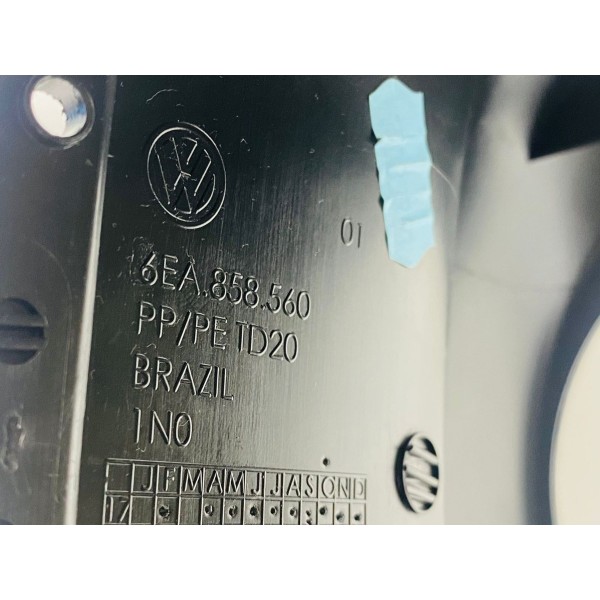 01
6EA.858.560
PP/PE TD20
BRAZIL
1N0
J F M A M J J A S O N D
17